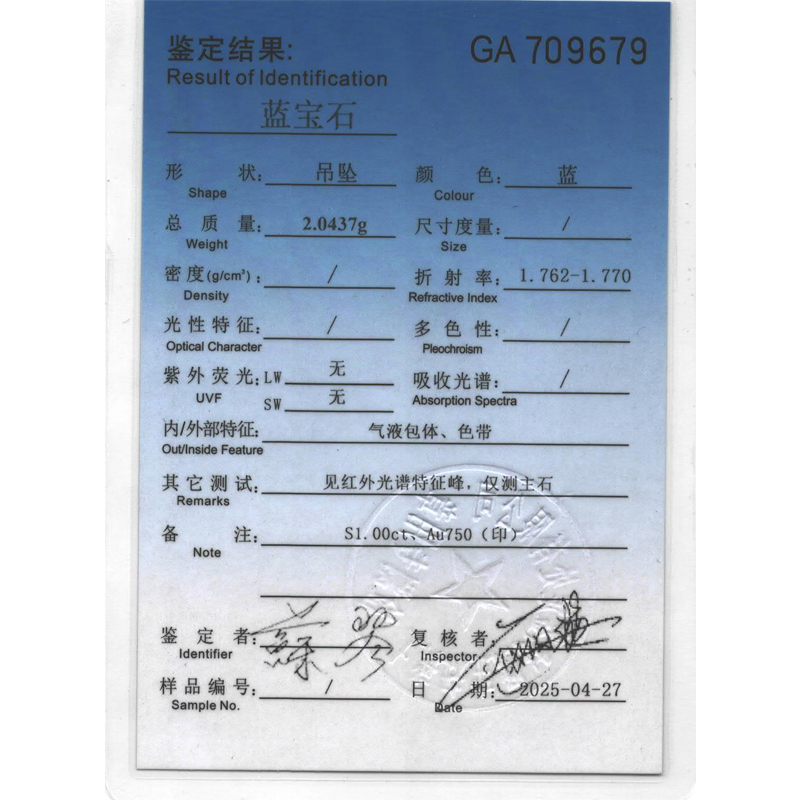 鉴定结果: GA 709679
Result of Identification
蓝宝石
形 状: 吊坠 颜 色: 蓝
Shape Colour
总 质 量: 2.0437g 尺寸度量: /
Weight Size
密 度(g/cm³): / 折 射 率: 1.762-1.770
Density Refractive Index
光 性 特 征: / 多 色 性: /
Optical Character Pleochroism
紫 外 荧 光: LW 无 吸收光谱: /
UVF SW 无 Absorption Spectra
内/外部特征: 气液包体、色带
Out/Inside Feature
其 它 测 试: 见红外光谱特征峰，仅测主石
Remarks
备 注: S1.00ct、Au750（印）
Note
鉴 定 者: 复 核 者:
Identifier Inspector
样 品 编 号: / 日 期: 2025-04-27
Sample No. Date